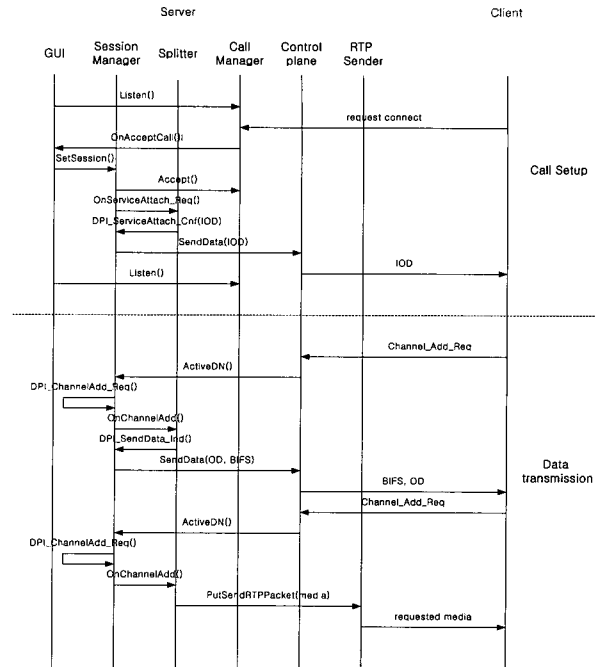 Server
Client
GUI
Session
Manager
Splitter
Call
Manager
Control
plane
RTP
Sender
Listen()
request connect
OnAcceptCall()
SetSession()
Accept()
OnServiceAttach_Req()
DPI_ServiceAttach_Cnf(IOD)
SendData(IOD)
IOD
Listen()
Call Setup
Channel_Add_Req
ActiveDN()
DPI_ChannelAdd_Req()
OnChannelAdd()
DPI_SendData_Ind()
SendData(OD, BIFS)
BIFS, OD
Channel_Add_Req
ActiveDN()
DPI_ChannelAdd_Req()
OnChannelAdd()
PutSendRTPPacket(media)
requested media
Data
transmission